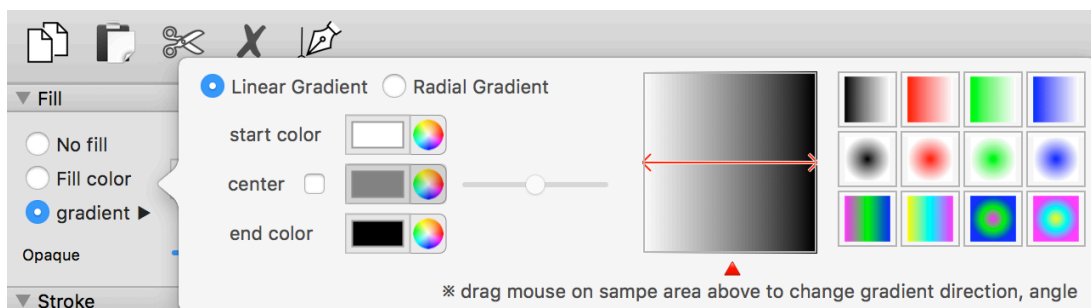 Linear Gradient Radial Gradient
Fill
start color
No fill
Fill color
center
gradient
end color
Opaque
Stroke
※ drag mouse on sampe area above to change gradient direction, angle